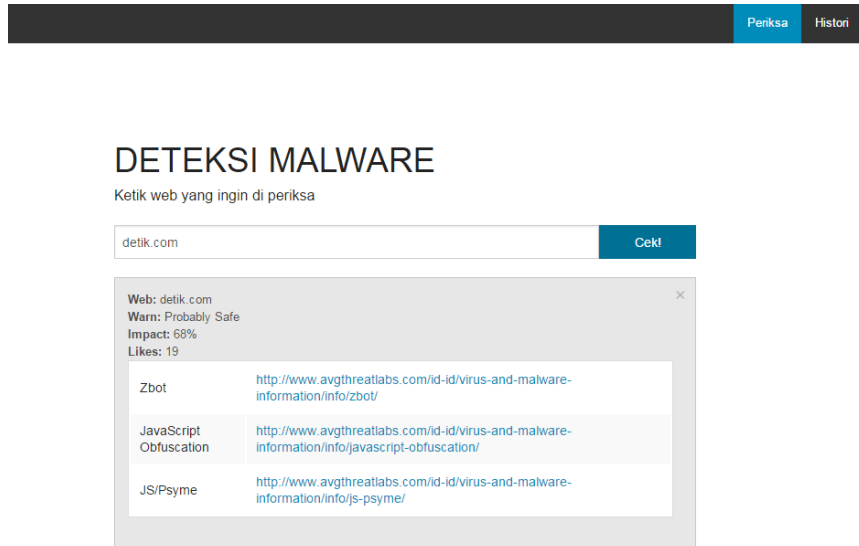 Periksa Histori
DETEKSI MALWARE
Ketik web yang ingin di periksa
detik.com Cek!
×
Web: detik.com
Warn: Probably Safe
Impact: 68%
Likes: 19
Zbot http://www.avgthreatlabs.com/id-id/virus-and-malware-
information/info/zbot/
JavaScript http://www.avgthreatlabs.com/id-id/virus-and-malware-
Obfuscation information/info/javascript-obfuscation/
JS/Psyme http://www.avgthreatlabs.com/id-id/virus-and-malware-
information/info/js-psyme/